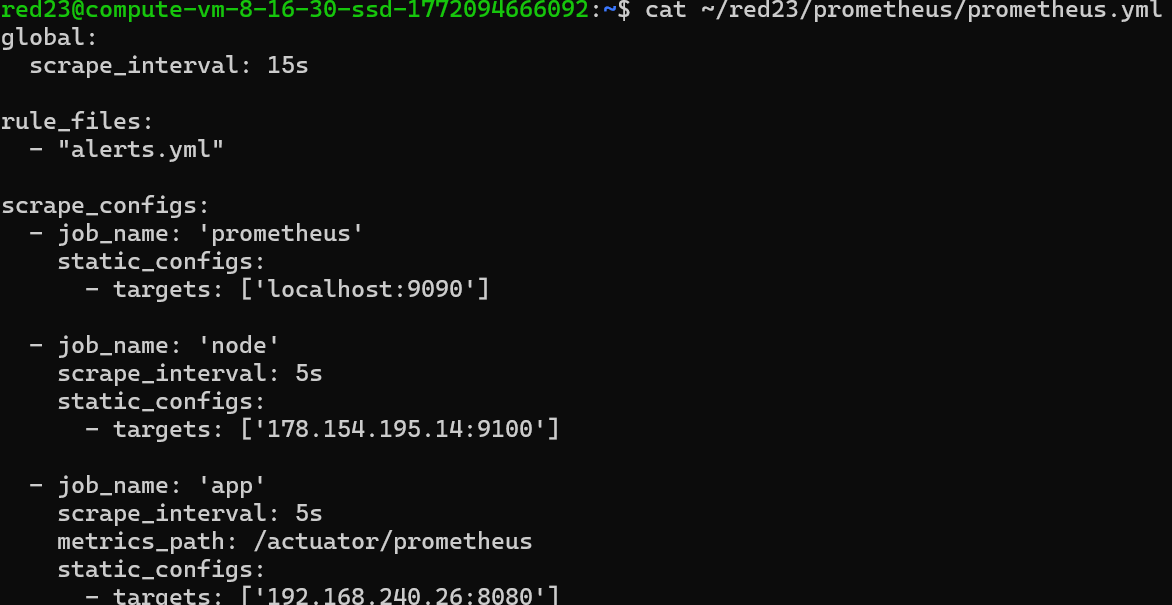 red23@compute-vm-8-16-30-ssd-1772094666092:~$ cat ~/red23/prometheus/prometheus.yml
global:
  scrape_interval: 15s

rule_files:
  - "alerts.yml"

scrape_configs:
  - job_name: 'prometheus'
    static_configs:
      - targets: ['localhost:9090']

  - job_name: 'node'
    scrape_interval: 5s
    static_configs:
      - targets: ['178.154.195.14:9100']

  - job_name: 'app'
    scrape_interval: 5s
    metrics_path: /actuator/prometheus
    static_configs:
      - targets: ['192.168.240.26:8080']